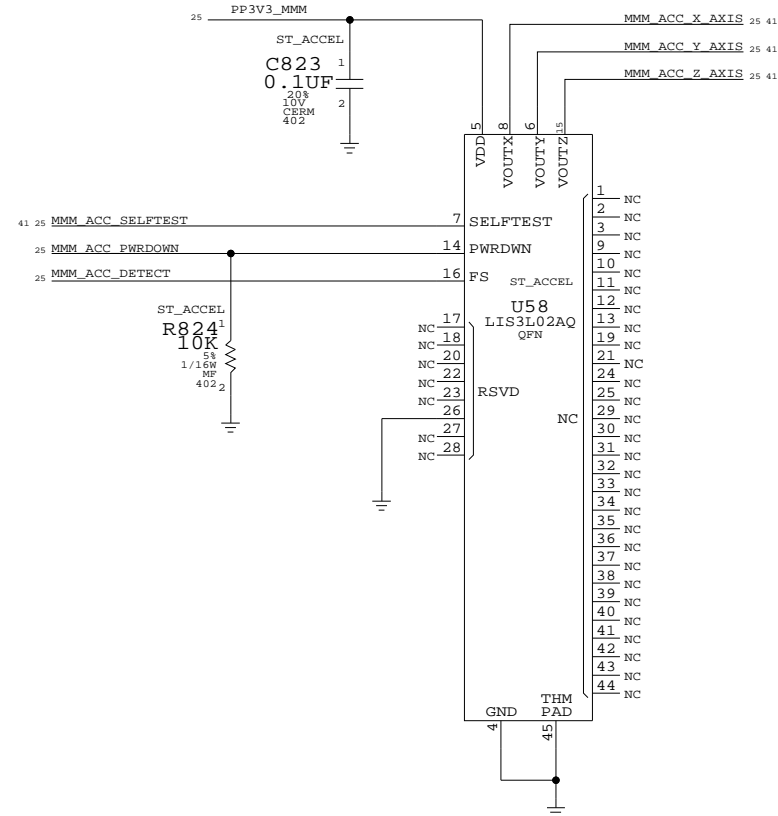 25 PP3V3_MMM
MMM_ACC_X_AXIS 25 41
MMM_ACC_Y_AXIS 25 41
MMM_ACC_Z_AXIS 25 41
ST_ACCEL
C823 1
0.1UF
20%
10V 2
CERM
402
5 8 6 15
VDD VOUTX VOUTY VOUTZ
41 25 MMM_ACC_SELFTEST 7 SELFTEST
25 MMM_ACC_PWRDOWN 14 PWRDWN
25 MMM_ACC_DETECT 16 FS
ST_ACCEL
U58
LIS3L02AQ
QFN
ST_ACCEL
R824 1
10K
5%
1/16W
MF
402 2
NC 17
NC 18
NC 20
NC 22
NC 23
RSVD
26
NC 27
NC 28
NC
1 NC
2 NC
3 NC
9 NC
10 NC
11 NC
12 NC
13 NC
19 NC
21 NC
24 NC
25 NC
29 NC
30 NC
31 NC
32 NC
33 NC
34 NC
35 NC
36 NC
37 NC
38 NC
39 NC
40 NC
41 NC
42 NC
43 NC
44 NC
GND THM PAD
4 45